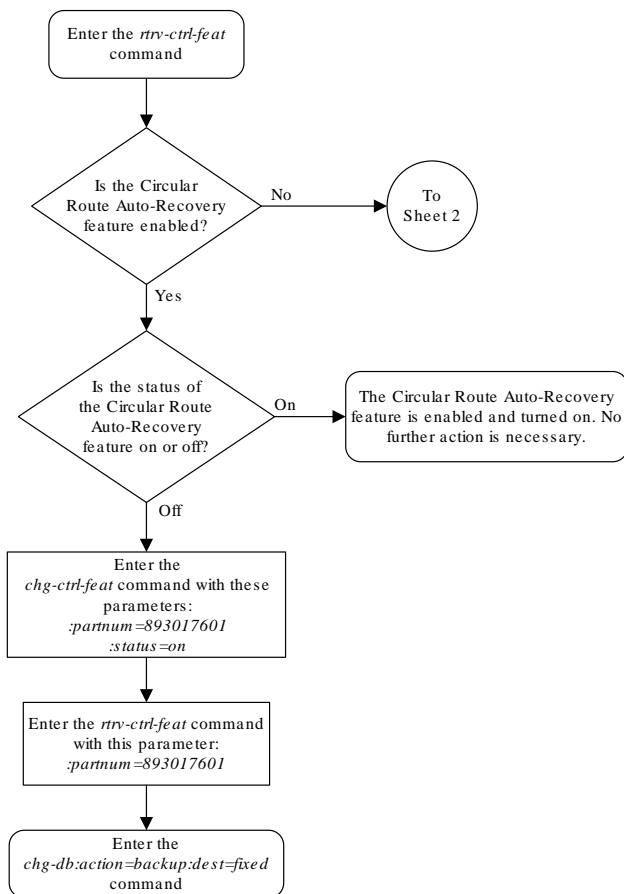 Enter the rtrv-ctrl-feat
command
Is the Circular
Route Auto-Recovery
feature enabled?
No
To
Sheet 2
Yes
Is the status of
the Circular Route
Auto-Recovery
feature on or off?
On
The Circular Route Auto-Recovery
feature is enabled and turned on. No
further action is necessary.
Off
Enter the
chg-ctrl-feat command with these
parameters:
:partnum=893017601
:status=on
Enter the rtrv-ctrl-feat command
with this parameter:
:partnum=893017601
Enter the
chg-db:action=backup:dest=fixed
command